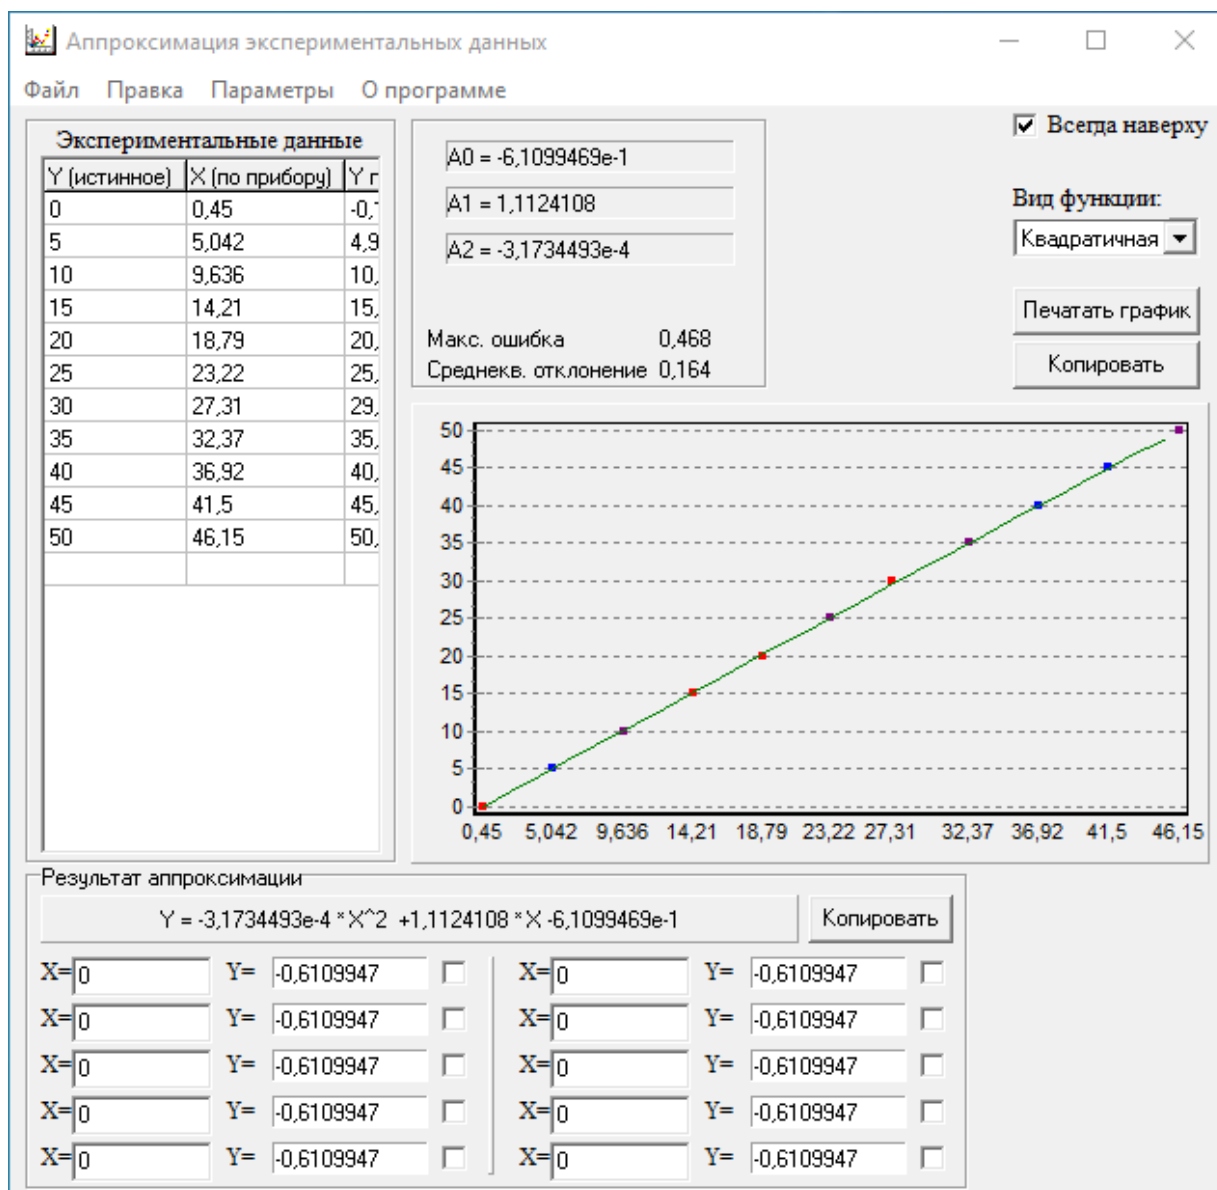 Аппроксимация экспериментальных данных
Файл Правка Параметры О программе
Всегда наверху
Экспериментальные данные
Y (истинное) X (по прибору) Y г
0 0,45 -0,
5 5,042 4,9
10 9,636 10,
15 14,21 15,
20 18,79 20,
25 23,22 25,
30 27,31 29,
35 32,37 35,
40 36,92 40,
45 41,5 45,
50 46,15 50,
A0 = -6,1099469e-1
A1 = 1,1124108
A2 = -3,1734493e-4
Макс. ошибка 0,468
Среднекв. отклонение 0,164
Вид функции:
Квадратичная
Печатать график
Копировать
50
45
40
35
30
25
20
15
10
5
0
0,45 5,042 9,636 14,21 18,79 23,22 27,31 32,37 36,92 41,5 46,15
Результат аппроксимации
Y = -3,1734493e-4 * X^2 +1,1124108 * X -6,1099469e-1
Копировать
X= 0 Y= -0,6109947 X= 0 Y= -0,6109947
X= 0 Y= -0,6109947 X= 0 Y= -0,6109947
X= 0 Y= -0,6109947 X= 0 Y= -0,6109947
X= 0 Y= -0,6109947 X= 0 Y= -0,6109947
X= 0 Y= -0,6109947 X= 0 Y= -0,6109947